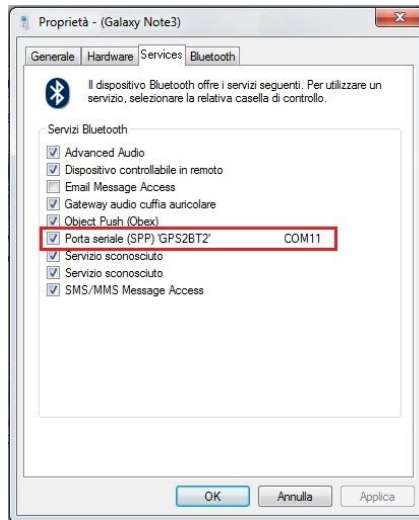 Proprietà - (Galaxy Note3)
Generale Hardware Services Bluetooth
Il dispositivo Bluetooth offre i servizi seguenti. Per utilizzare un
servizio, selezionare la relativa casella di controllo.
Servizi Bluetooth
Advanced Audio
Dispositivo controllabile in remoto
Email Message Access
Gateway audio cuffia auricolare
Object Push (Obex)
Porta seriale (SPP) 'GPS2BT2' COM11
Servizio sconosciuto
Servizio sconosciuto
SMS/MMS Message Access
OK Annulla Applica